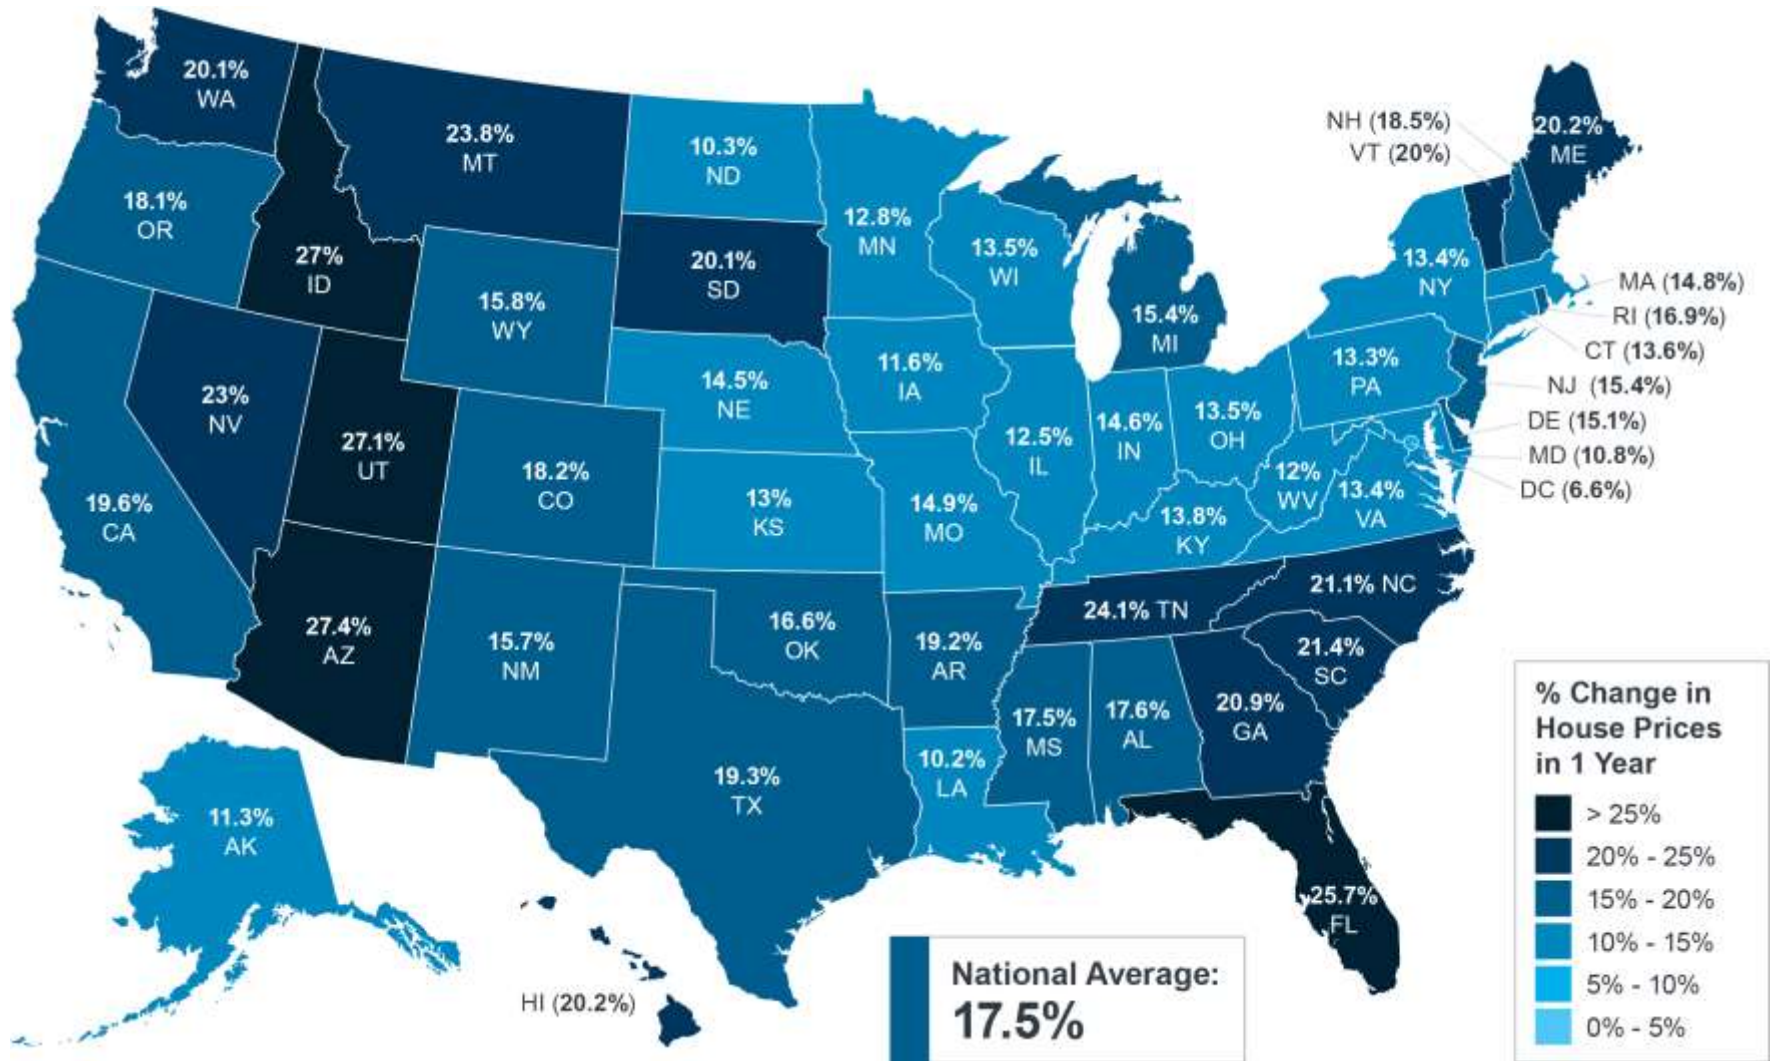 20.1%
WA
23.8%
MT
10.3%
ND
18.1%
OR
27%
ID
12.8%
MN
13.5%
WI
NH (18.5%)
VT (20%)
20.2%
ME
15.8%
WY
20.1%
SD
15.4%
MI
13.4%
NY
MA (14.8%)
RI (16.9%)
CT (13.6%)
NJ (15.4%)
DE (15.1%)
MD (10.8%)
DC (6.6%)
23%
NV
27.1%
UT
14.5%
NE
11.6%
IA
13.3%
PA
19.6%
CA
18.2%
CO
13%
KS
14.9%
MO
12.5%
IL
14.6%
IN
13.5%
OH
12%
WV
13.4%
VA
13.8%
KY
27.4%
AZ
15.7%
NM
16.6%
OK
19.2%
AR
24.1% TN
21.1% NC
21.4%
SC
19.3%
TX
10.2%
LA
17.5%
MS
17.6%
AL
20.9%
GA
25.7%
FL
11.3%
AK
HI (20.2%)
National Average:
17.5%
% Change in
House Prices
in 1 Year
> 25%
20% - 25%
15% - 20%
10% - 15%
5% - 10%
0% - 5%